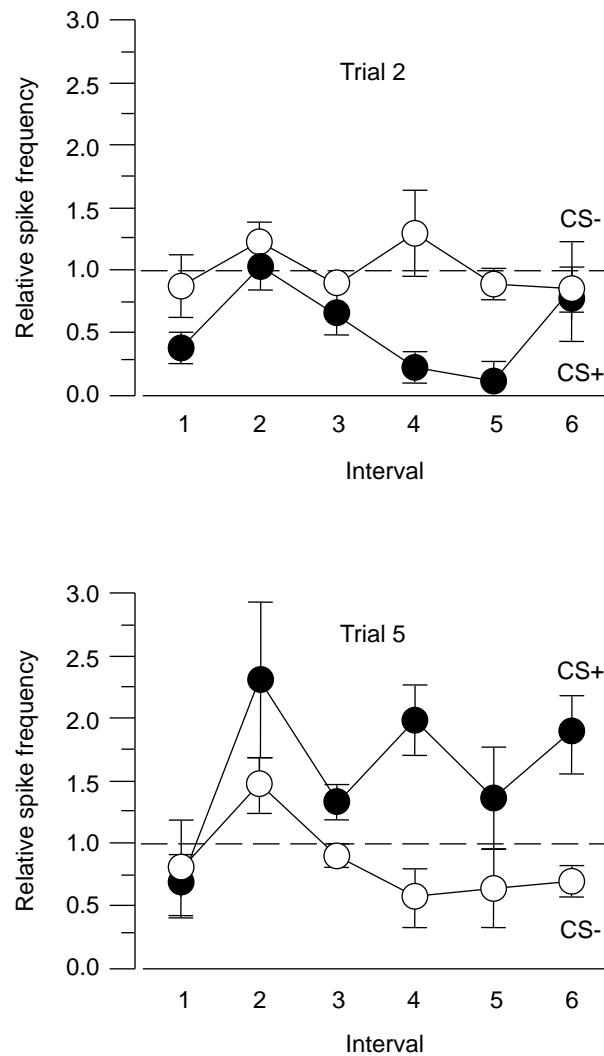 3.0
Trial 2
2.5
2.0
Relative spike frequency
1.5
CS-
1.0
0.5
CS+
0.0
1 2 3 4 5 6
Interval
3.0
Trial 5
2.5
CS+
2.0
Relative spike frequency
1.5
1.0
0.5
CS-
0.0
1 2 3 4 5 6
Interval